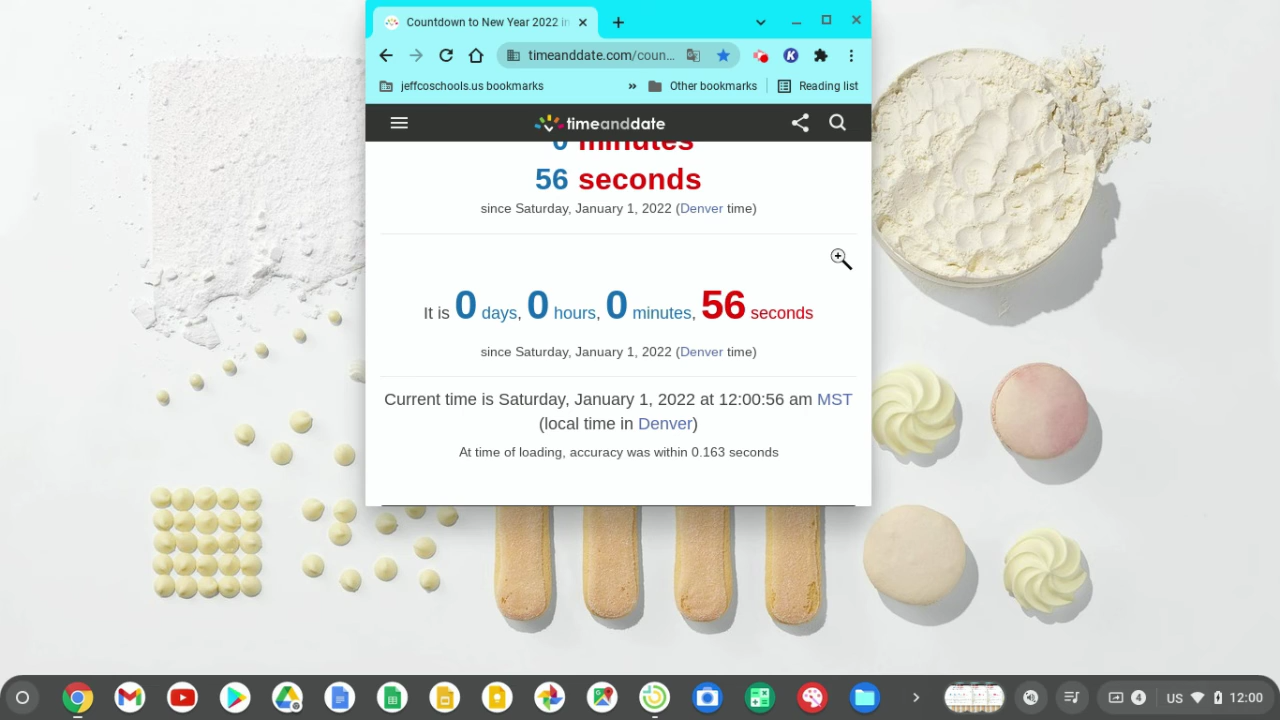 Countdown to New Year 2022 in
timeanddate.com/coun...
jeffcoschools.us bookmarks
»
Other bookmarks
Reading list
timeanddate
0 minutes
56 seconds
since Saturday, January 1, 2022 (Denver time)
It is 0 days, 0 hours, 0 minutes, 56 seconds
since Saturday, January 1, 2022 (Denver time)
Current time is Saturday, January 1, 2022 at 12:00:56 am MST
(local time in Denver)
At time of loading, accuracy was within 0.163 seconds
4 US 12:00